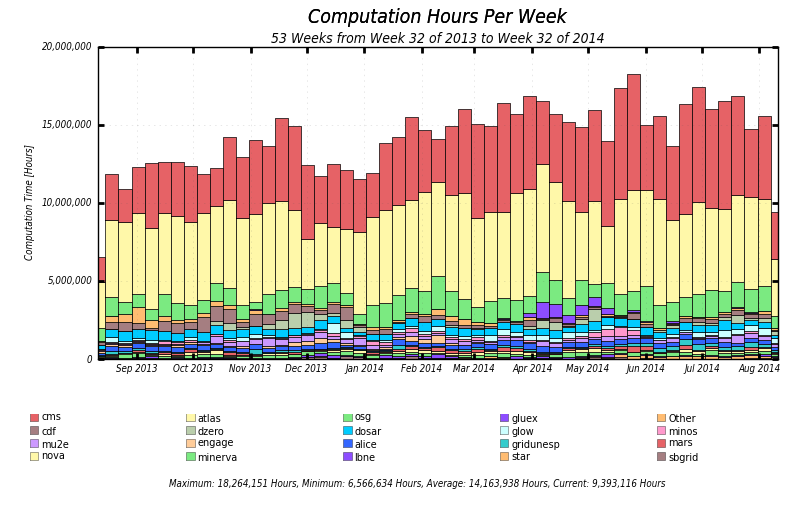 Computation Hours Per Week
53 Weeks from Week 32 of 2013 to Week 32 of 2014
20,000,000
15,000,000
10,000,000
5,000,000
0
Computation Time [Hours]
Sep 2013 Oct 2013 Nov 2013 Dec 2013 Jan 2014 Feb 2014 Mar 2014 Apr 2014 May 2014 Jun 2014 Jul 2014 Aug 2014
cms atlas osg gluex Other
cdf dzero dosar glow minos
mu2e engage alice gridunesp mars
nova minerva lbne star sbgrid
Maximum: 18,264,151 Hours, Minimum: 6,566,634 Hours, Average: 14,163,938 Hours, Current: 9,393,116 Hours